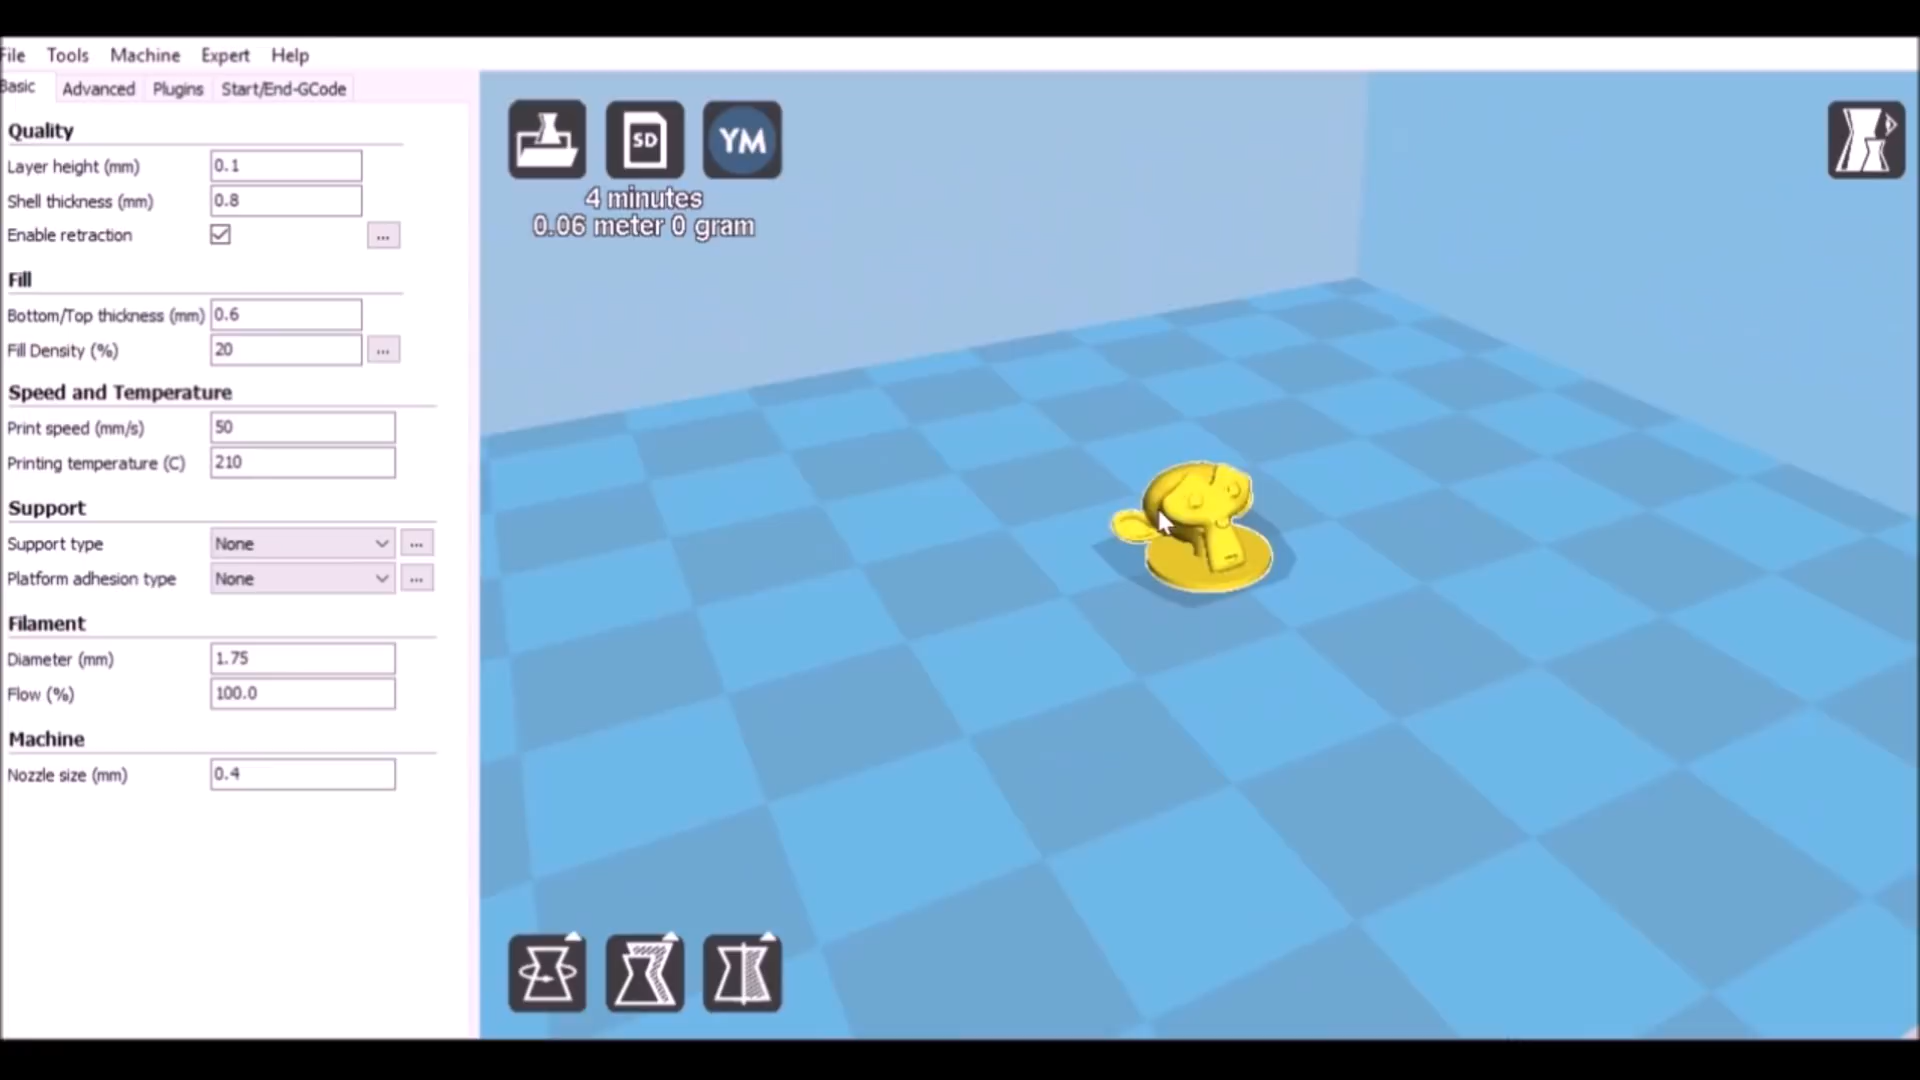 File Tools Machine Expert Help
Basic Advanced Plugins Start/End-GCode
Quality
Layer height (mm) 0.1
Shell thickness (mm) 0.8
Enable retraction ...
Fill
Bottom/Top thickness (mm) 0.6
Fill Density (%) 20 ...
Speed and Temperature
Print speed (mm/s) 50
Printing temperature (C) 210
Support
Support type None ...
Platform adhesion type None ...
Filament
Diameter (mm) 1.75
Flow (%) 100.0
Machine
Nozzle size (mm) 0.4
SD YM
4 minutes
0.06 meter 0 gram